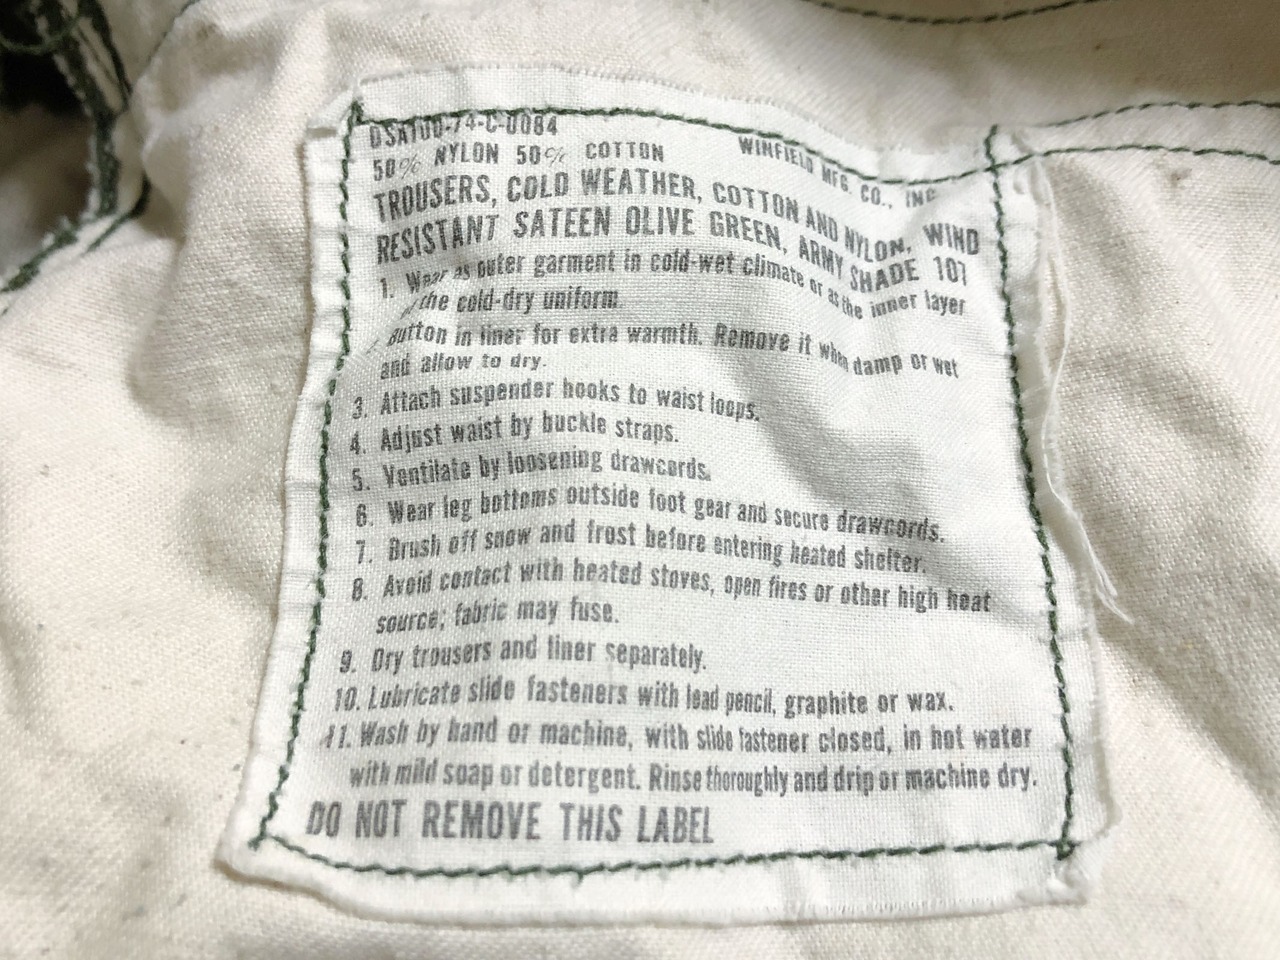 DSA100-74-C-0084
50% NYLON 50% COTTON WINFIELD MFG. CO., INC
TROUSERS, COLD WEATHER, COTTON AND NYLON, WIND
RESISTANT SATEEN OLIVE GREEN, ARMY SHADE 107
1. Wear as outer garment in cold-wet climate or as the inner layer
the cold-dry uniform
Button in liner for extra warmth. Remove it when damp or wet
and allow to dry.
3. Attach suspender hooks to waist loops.
4. Adjust waist by buckle straps.
5. Ventilate by loosening drawcords.
6. Wear leg bottoms outside foot gear and secure drawcords.
7. Brush off snow and frost before entering heated shelter.
8. Avoid contact with heated stoves, open fires or other high heat
source; fabric may fuse.
9. Dry trousers and liner separately.
10. Lubricate slide fasteners with lead pencil, graphite or wax.
11. Wash by hand or machine, with slide fastener closed, in hot water
with mild soap or detergent. Rinse thoroughly and drip or machine dry.
DO NOT REMOVE THIS LABEL